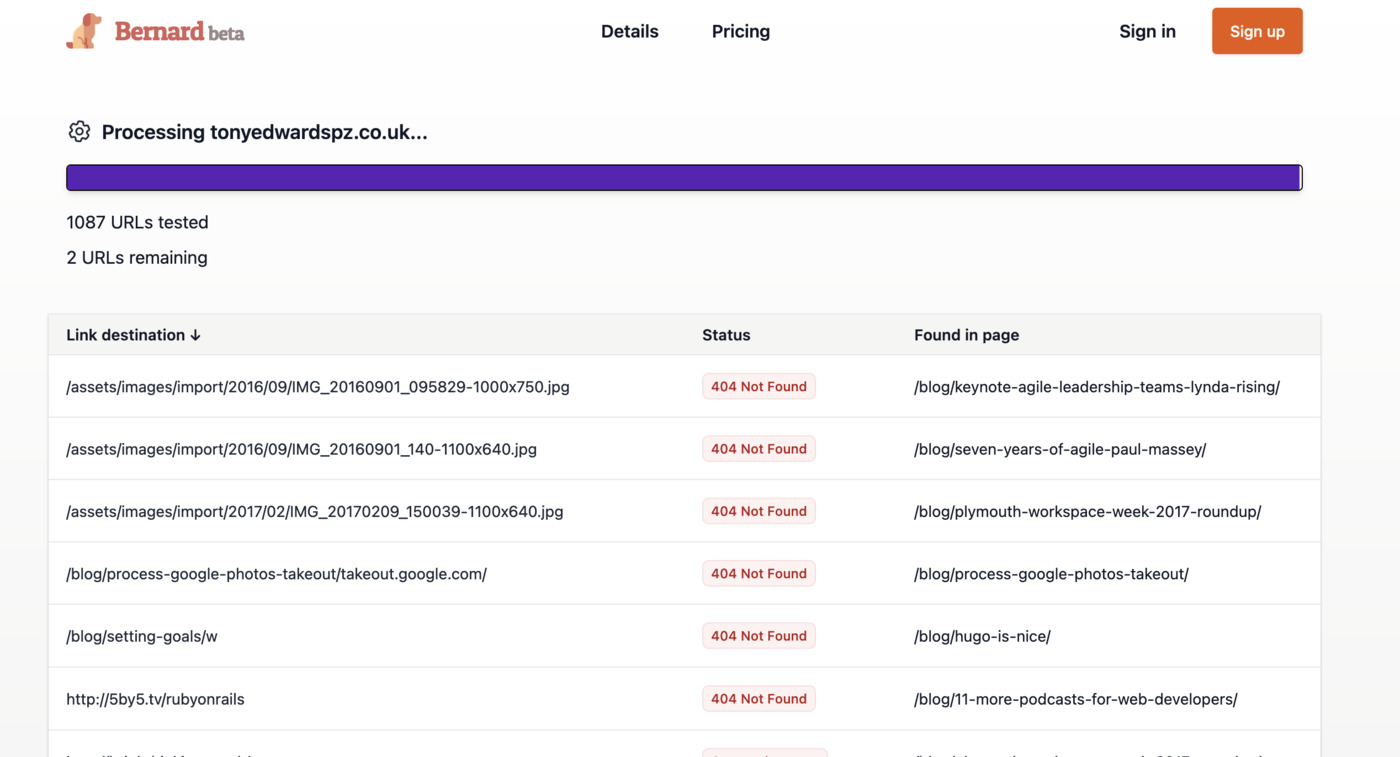 Bernard beta Details Pricing Sign in Sign up
Processing tonyedwardspz.co.uk...
1087 URLs tested
2 URLs remaining
Link destination ↓ Status Found in page
/assets/images/import/2016/09/IMG_20160901_095829-1000x750.jpg 404 Not Found /blog/keynote-agile-leadership-teams-lynda-rising/
/assets/images/import/2016/09/IMG_20160901_140-1100x640.jpg 404 Not Found /blog/seven-years-of-agile-paul-massey/
/assets/images/import/2017/02/IMG_20170209_150039-1100x640.jpg 404 Not Found /blog/plymouth-workspace-week-2017-roundup/
/blog/process-google-photos-takeout/takeout.google.com/ 404 Not Found /blog/process-google-photos-takeout/
/blog/setting-goals/w 404 Not Found /blog/hugo-is-nice/
http://5by5.tv/rubyonrails 404 Not Found /blog/11-more-podcasts-for-web-developers/